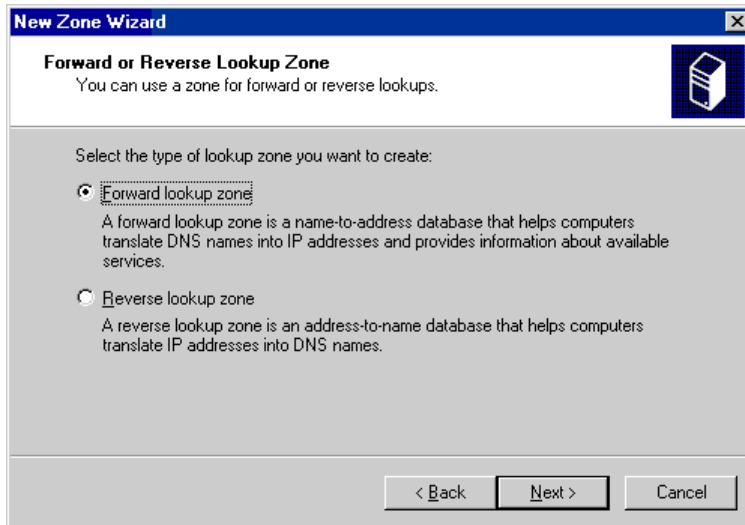 New Zone Wizard
Forward or Reverse Lookup Zone
You can use a zone for forward or reverse lookups.
Select the type of lookup zone you want to create:
Forward lookup zone
A forward lookup zone is a name-to-address database that helps computers
translate DNS names into IP addresses and provides information about available
services.
Reverse lookup zone
A reverse lookup zone is an address-to-name database that helps computers
translate IP addresses into DNS names.
< Back Next > Cancel